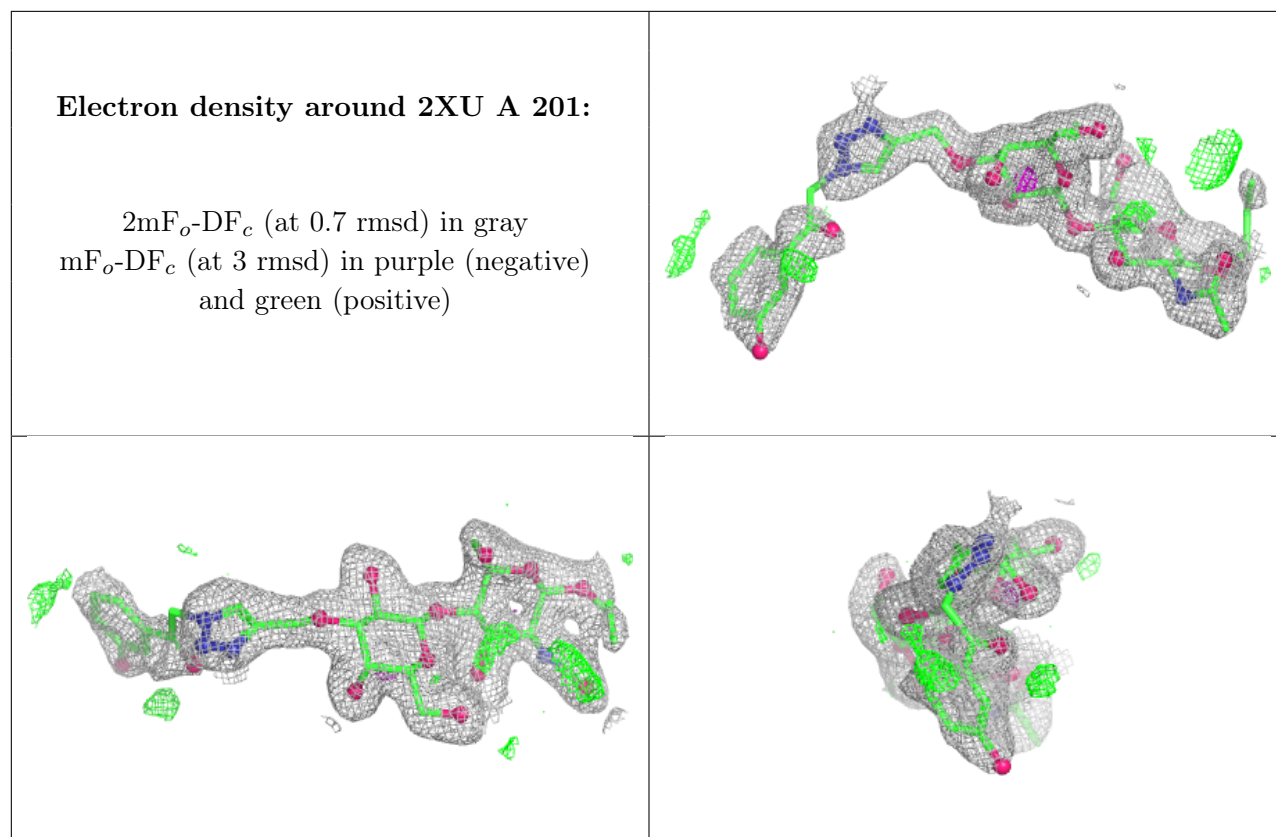 Electron density around 2XU A 201:
2mFo-DFc (at 0.7 rmsd) in gray
mFo-DFc (at 3 rmsd) in purple (negative)
and green (positive)